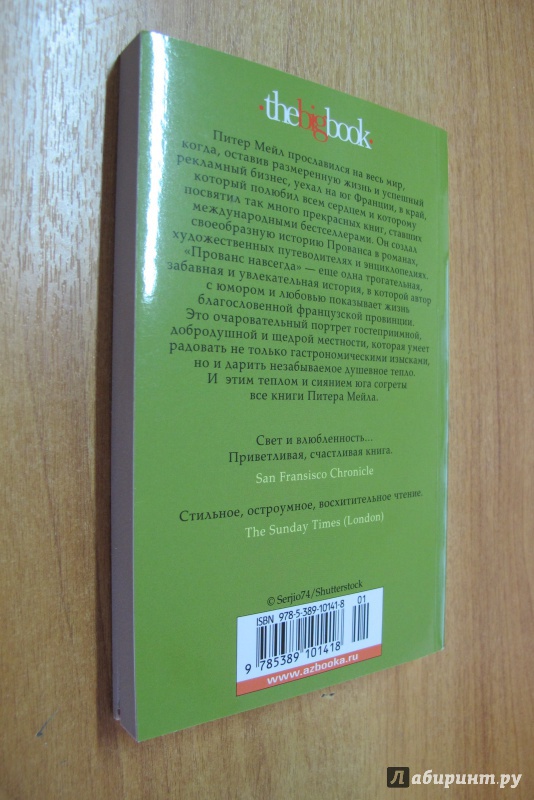 ·thebigbook·
Питер Мейл прославился на весь мир,
когда, оставив размеренную жизнь и успешный
рекламный бизнес, уехал на юг Франции, в край,
который полюбил всем сердцем и которому
посвятил так много прекрасных книг, ставших
международными бестселлерами. Он создал
своеобразную историю Прованса в романах,
художественных путеводителях и энциклопедиях.
«Прованс навсегда» — еще одна трогательная,
забавная и увлекательная история, в которой автор
с юмором и любовью показывает жизнь
благословенной французской провинции.
Это очаровательный портрет гостеприимной,
добродушной и щедрой местности, которая умеет
радовать не только гастрономическими изысками,
но и дарить незабываемое душевное тепло.
И этим теплом и сиянием юга согреты
все книги Питера Мейла.
Свет и влюбленность...
Приветливая, счастливая книга.
San Fransisco Chronicle
Стильное, остроумное, восхитительное чтение.
The Sunday Times (London)
© Serjio74/Shutterstock
ISBN 978-5-389-10141-8
01
9 785389 101418
www.azbooka.ru
Лабиринт.ру